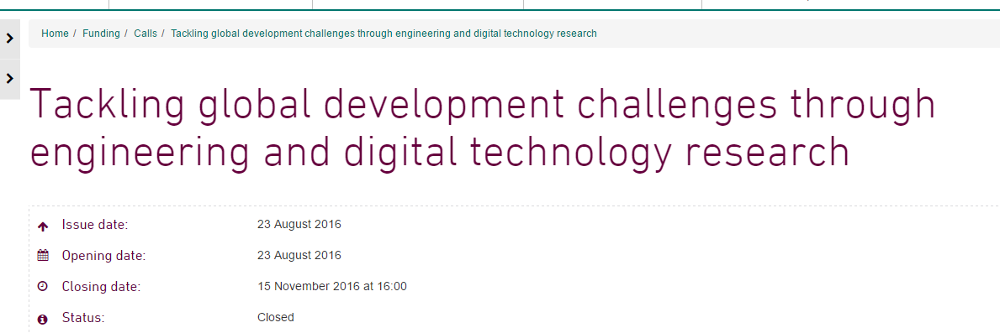 Home / Funding / Calls / Tackling global development challenges through engineering and digital technology research
Tackling global development challenges through
engineering and digital technology research
Issue date: 23 August 2016
Opening date: 23 August 2016
Closing date: 15 November 2016 at 16:00
Status: Closed